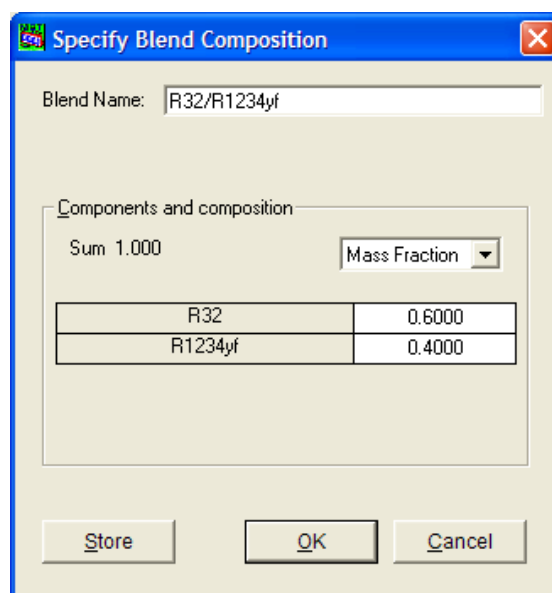 Specify Blend Composition
Blend Name: R32/R1234yf
Components and composition
Sum 1.000 Mass Fraction
R32 0.6000
R1234yf 0.4000
Store OK Cancel